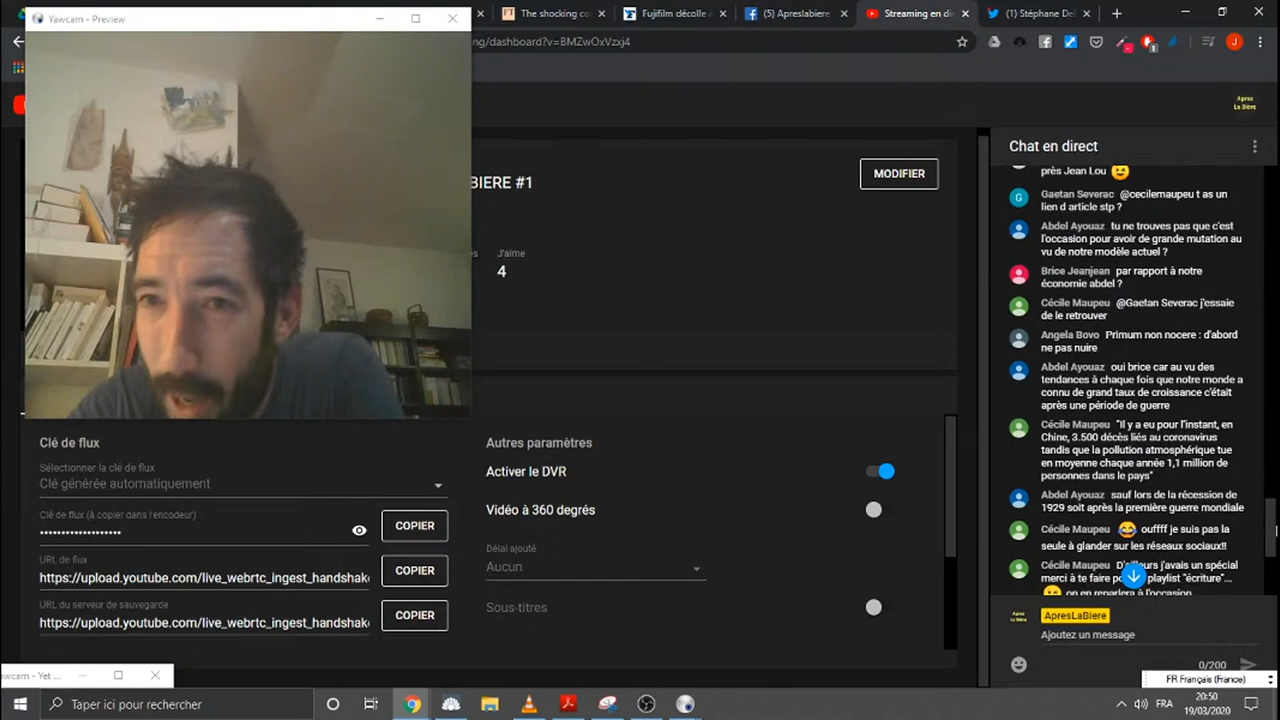 Yawcam - Preview
The shocking co
Fujifilm décolle
(5) Apreslabiere
Streaming en di
(1) Stéphane Del
ng/dashboard?v=BMZwOxVzxj4
J
Apres
La Bière
BIERE #1
MODIFIER
J'aime
4
Clé de flux
Sélectionner la clé de flux
Clé générée automatiquement
Clé de flux (à copier dans l'encodeur)
••••••••••••••••••••
COPIER
URL de flux
https://upload.youtube.com/live_webrtc_ingest_handshake
COPIER
URL du serveur de sauvegarde
https://upload.youtube.com/live_webrtc_ingest_handshake
COPIER
Autres paramètres
Activer le DVR
Vidéo à 360 degrés
Délai ajouté
Aucun
Sous-titres
Chat en direct
près Jean Lou 😉
G
Gaetan Severac @cecilemaupeu t as un
lien d article stp ?
Abdel Ayouaz tu ne trouves pas que c'est
l'occasion pour avoir de grande mutation au
vu de notre modèle actuel ?
Brice Jeanjean par rapport à notre
économie abdel ?
Cécile Maupeu @Gaetan Severac j'essaie
de le retrouver
Angela Bovo Primum non nocere : d'abord
ne pas nuire
Abdel Ayouaz oui brice car au vu des
tendances à chaque fois que notre monde a
connu de grand taux de croissance c'était
après une période de guerre
Cécile Maupeu "Il y a eu pour l'instant, en
Chine, 3.500 décès liés au coronavirus
tandis que la pollution atmosphérique tue
en moyenne chaque année 1,1 million de
personnes dans le pays"
Abdel Ayouaz sauf lors de la récession de
1929 soit après la première guerre mondiale
Cécile Maupeu 😂 ouffff je suis pas la
seule à glander sur les réseaux sociaux!!
Cécile Maupeu D'ailleurs j'avais un spécial
merci à te faire po playlist "écriture"...
😉 on en reparlera à l'occasion
Apres
La Bière
ApresLaBiere
Ajoutez un message
0/200
FR Français (France)
awcam - Yet ...
Taper ici pour rechercher
FRA
20:50
19/03/2020